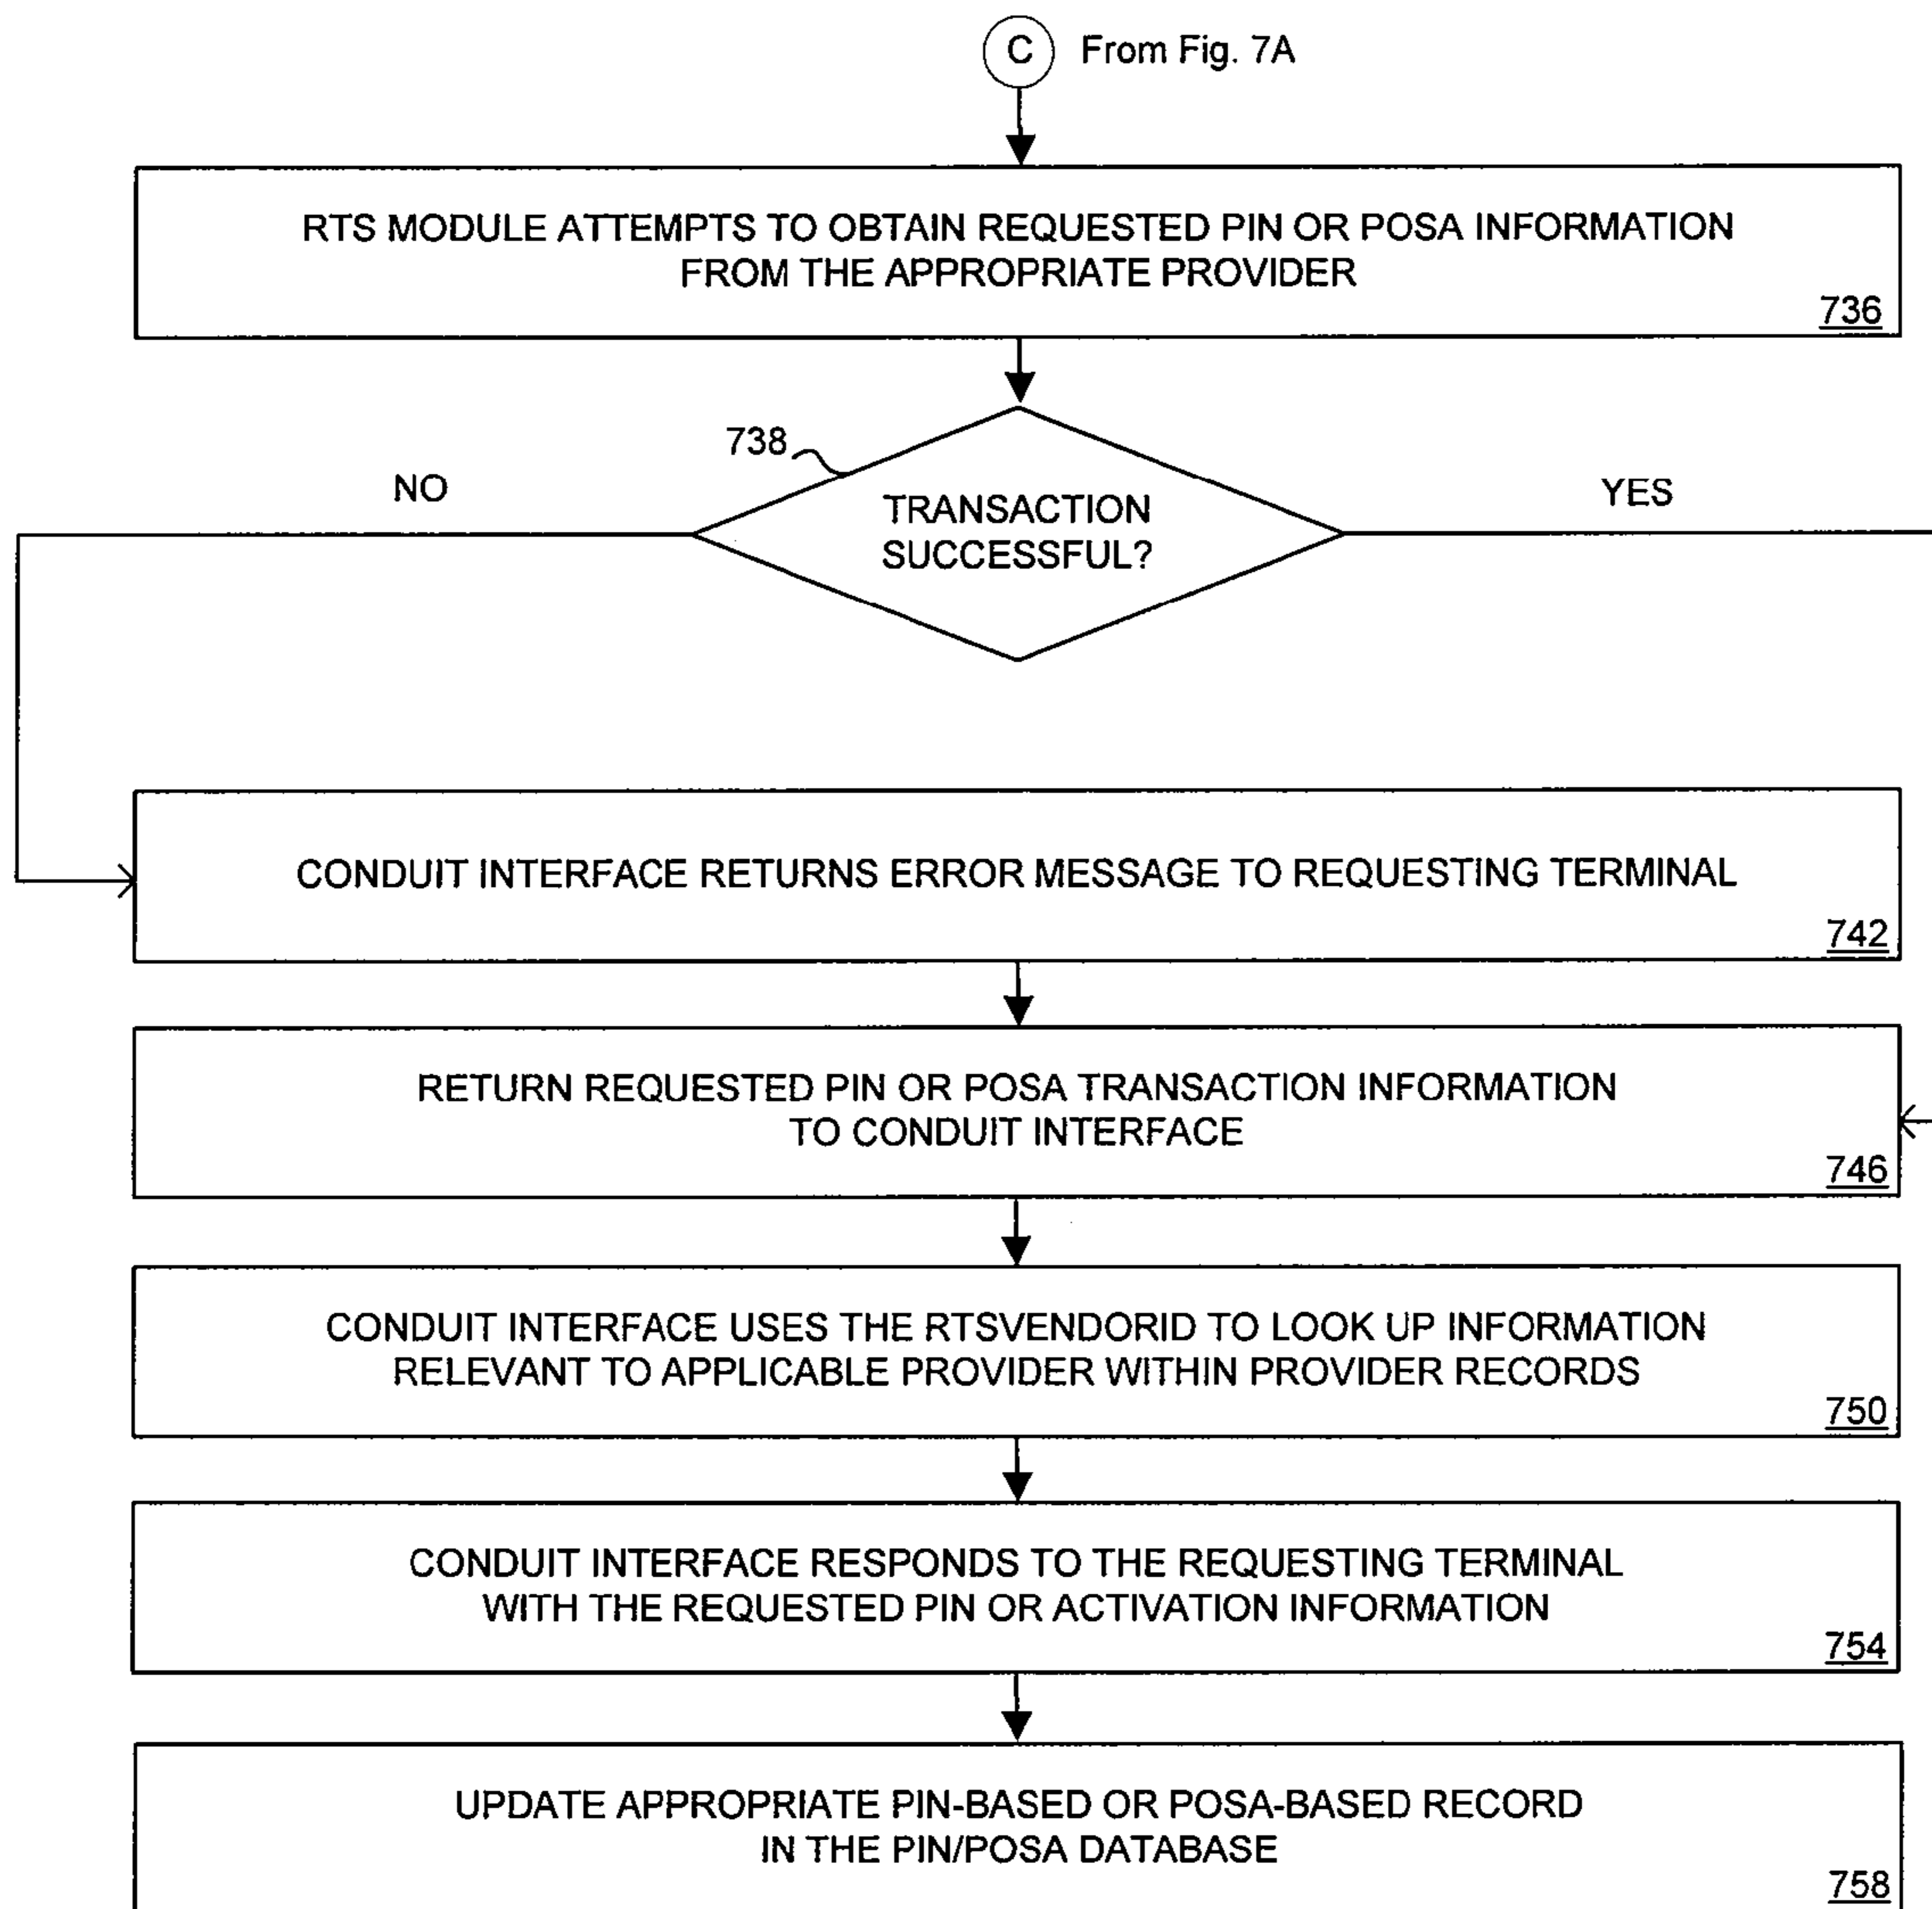 C From Fig. 7A
RTS MODULE ATTEMPTS TO OBTAIN REQUESTED PIN OR POSA INFORMATION
FROM THE APPROPRIATE PROVIDER
736
738
NO
YES
TRANSACTION
SUCCESSFUL?
CONDUIT INTERFACE RETURNS ERROR MESSAGE TO REQUESTING TERMINAL
742
RETURN REQUESTED PIN OR POSA TRANSACTION INFORMATION
TO CONDUIT INTERFACE
746
CONDUIT INTERFACE USES THE RTSVENDORID TO LOOK UP INFORMATION
RELEVANT TO APPLICABLE PROVIDER WITHIN PROVIDER RECORDS
750
CONDUIT INTERFACE RESPONDS TO THE REQUESTING TERMINAL
WITH THE REQUESTED PIN OR ACTIVATION INFORMATION
754
UPDATE APPROPRIATE PIN-BASED OR POSA-BASED RECORD
IN THE PIN/POSA DATABASE
758